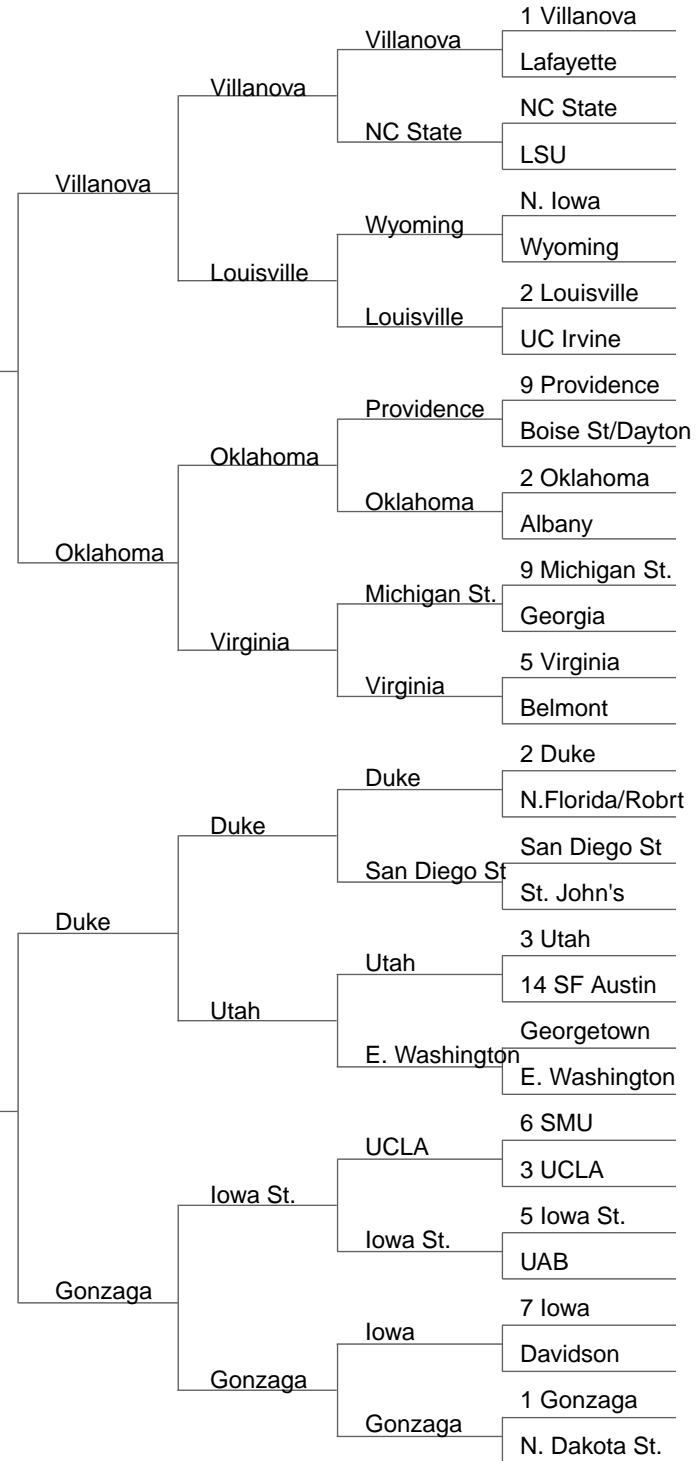 1 Villanova
Villanova
Lafayette
Villanova
NC State
NC State
LSU
Villanova
N. Iowa
Wyoming
Wyoming
Louisville
2 Louisville
Louisville
UC Irvine
9 Providence
Providence
Boise St/Dayton
Oklahoma
2 Oklahoma
Oklahoma
Albany
Oklahoma
9 Michigan St.
Michigan St.
Georgia
Virginia
5 Virginia
Virginia
Belmont
2 Duke
Duke
N.Florida/Robrt
Duke
San Diego St
San Diego St
St. John's
Duke
3 Utah
Utah
14 SF Austin
Utah
Georgetown
E. Washington
E. Washington
6 SMU
UCLA
3 UCLA
Iowa St.
5 Iowa St.
Iowa St.
UAB
Gonzaga
7 Iowa
Iowa
Davidson
Gonzaga
1 Gonzaga
Gonzaga
N. Dakota St.